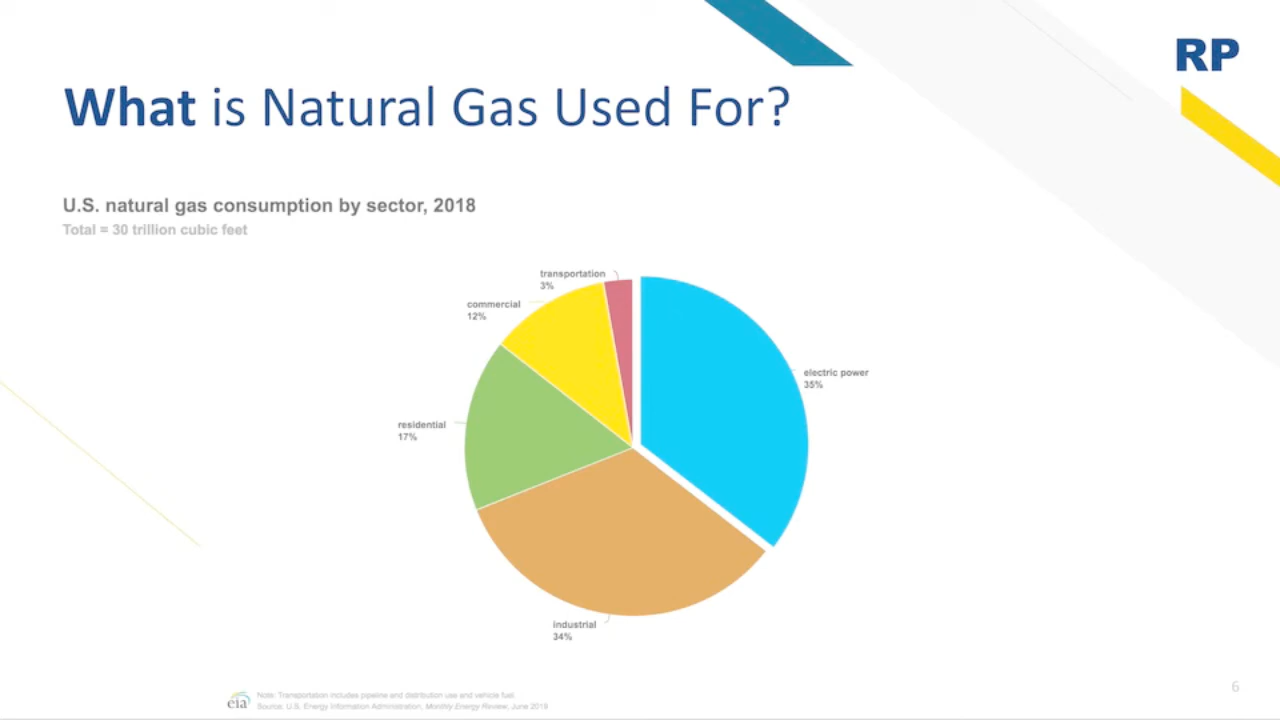 RP
What is Natural Gas Used For?
U.S. natural gas consumption by sector, 2018
Total = 30 trillion cubic feet
transportation
3%
commercial
12%
electric power
35%
residential
17%
industrial
34%
eia
Note: Transportation includes pipeline and distribution use and vehicle fuel.
Source: U.S. Energy Information Administration, Monthly Energy Review, June 2019
6